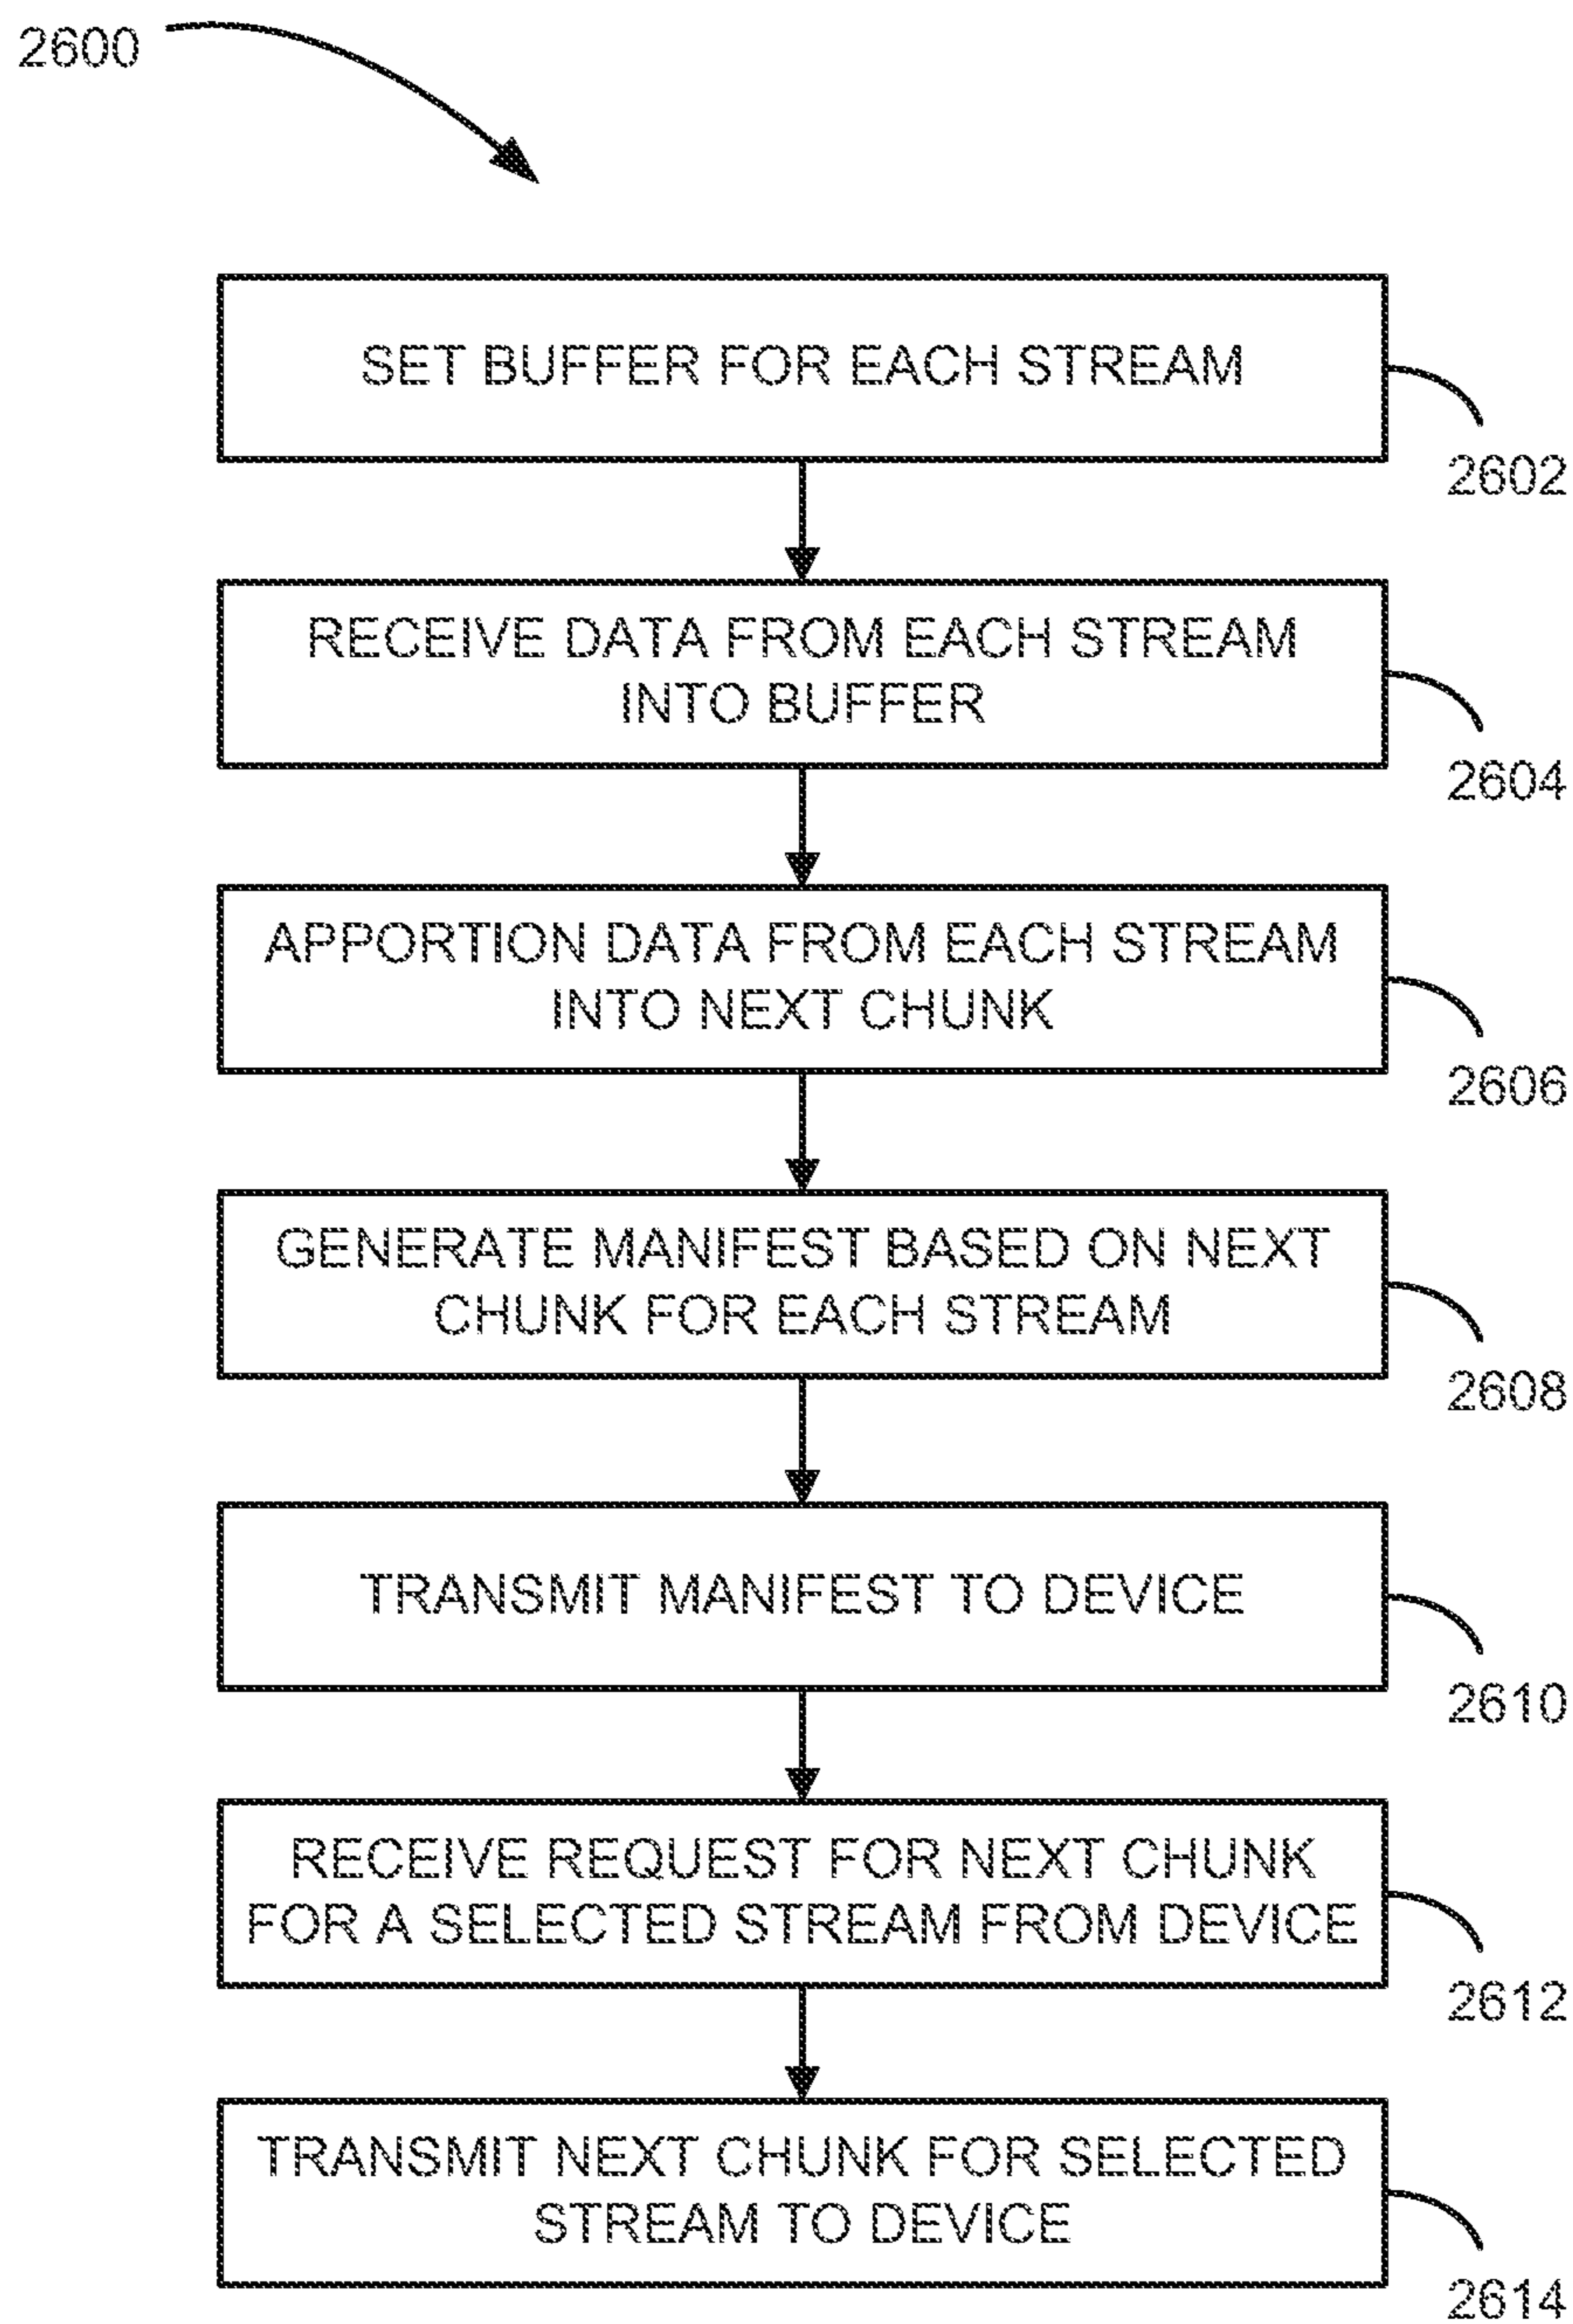 2600
SET BUFFER FOR EACH STREAM
2602
RECEIVE DATA FROM EACH STREAM
INTO BUFFER
2604
APPORTION DATA FROM EACH STREAM
INTO NEXT CHUNK
2606
GENERATE MANIFEST BASED ON NEXT
CHUNK FOR EACH STREAM
2608
TRANSMIT MANIFEST TO DEVICE
2610
RECEIVE REQUEST FOR NEXT CHUNK
FOR A SELECTED STREAM FROM DEVICE
2612
TRANSMIT NEXT CHUNK FOR SELECTED
STREAM TO DEVICE
2614